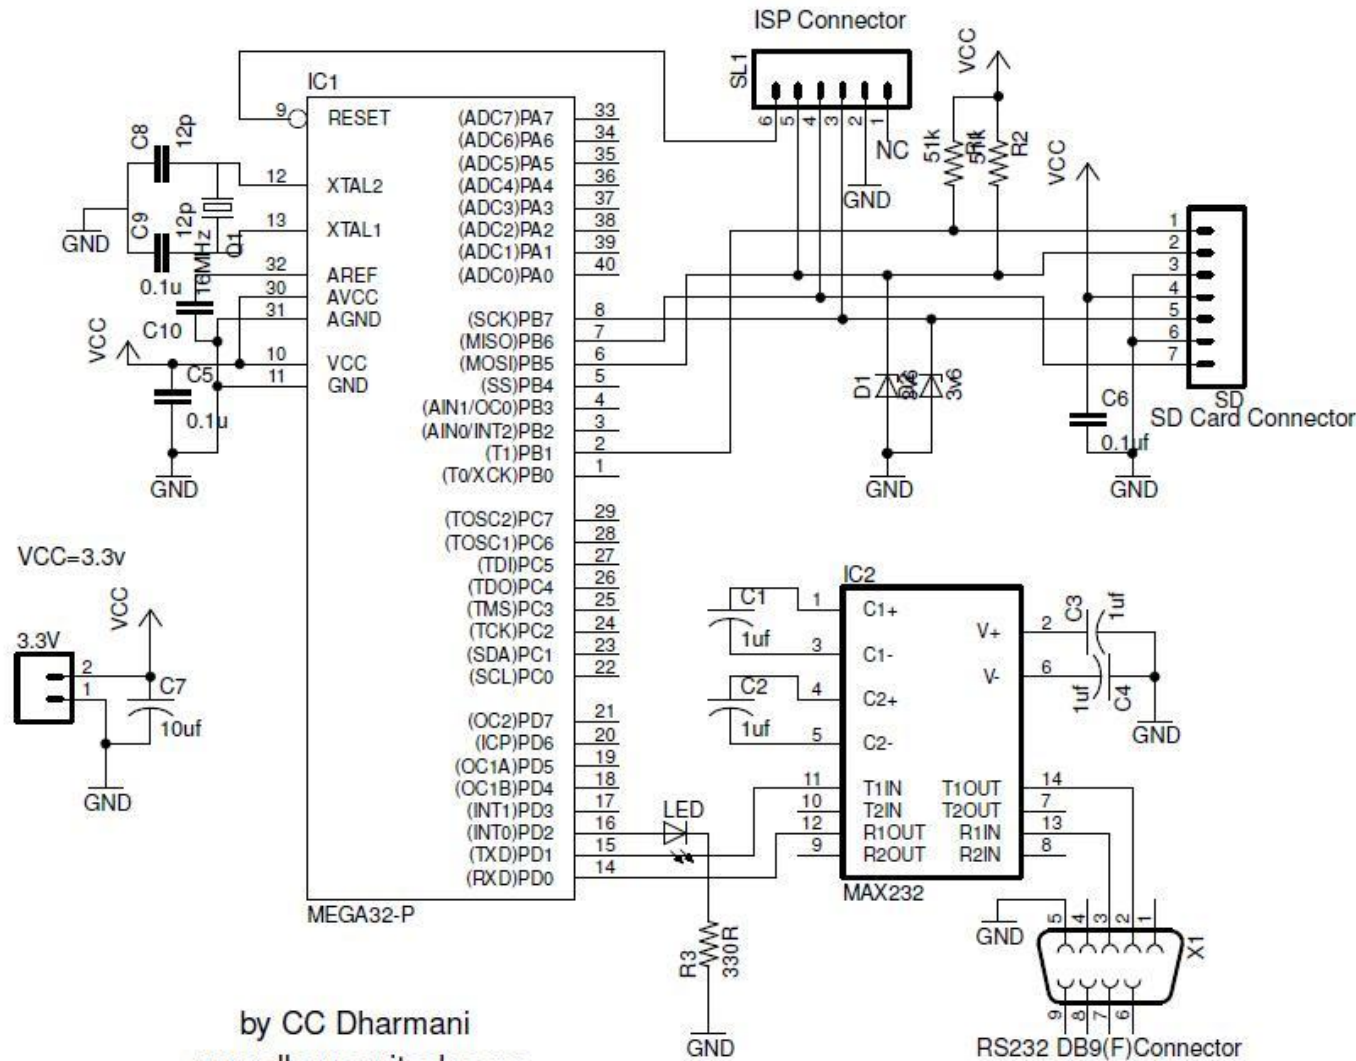 ISP Connector
SL1
6 5 4 3 2 1
NC
GND
VCC
51k
R2
VCC
IC1
9 RESET
12 XTAL2
13 XTAL1
32 AREF
30 AVCC
31 AGND
10 VCC
11 GND
C8 12p
C9 12p
GND
16MHz Q1
0.1u
C10
VCC
C5
0.1u
GND
(ADC7)PA7 33
(ADC6)PA6 34
(ADC5)PA5 35
(ADC4)PA4 36
(ADC3)PA3 37
(ADC2)PA2 38
(ADC1)PA1 39
(ADC0)PA0 40
(SCK)PB7 8
(MISO)PB6 7
(MOSI)PB5 6
(SS)PB4 5
(AIN1/OC0)PB3 4
(AIN0/INT2)PB2 3
(T1)PB1 2
(T0/XCK)PB0 1
(TOSC2)PC7 29
(TOSC1)PC6 28
(TDI)PC5 27
(TDO)PC4 26
(TMS)PC3 25
(TCK)PC2 24
(SDA)PC1 23
(SCL)PC0 22
(OC2)PD7 21
(ICP)PD6 20
(OC1A)PD5 19
(OC1B)PD4 18
(INT1)PD3 17
(INT0)PD2 16
(TXD)PD1 15
(RXD)PD0 14
MEGA32-P
D1
3v6
GND
1
2
3
4
5
6
7
SD
SD Card Connector
C6
0.1uf
GND
VCC=3.3v
VCC
3.3V
2
1
C7
10uf
GND
IC2
C1
1uf
C2
1uf
1 C1+
3 C1-
4 C2+
5 C2-
11 T1IN
10 T2IN
12 R1OUT
9 R2OUT
V+ 2
V- 6
T1OUT 14
T2OUT 7
R1IN 13
R2IN 8
MAX232
C3 1uf
1uf C4
GND
LED
R3 330R
GND
GND
5 4 3 2 1
X1
9 8 7 6
RS232 DB9(F)Connector
by CC Dharmani